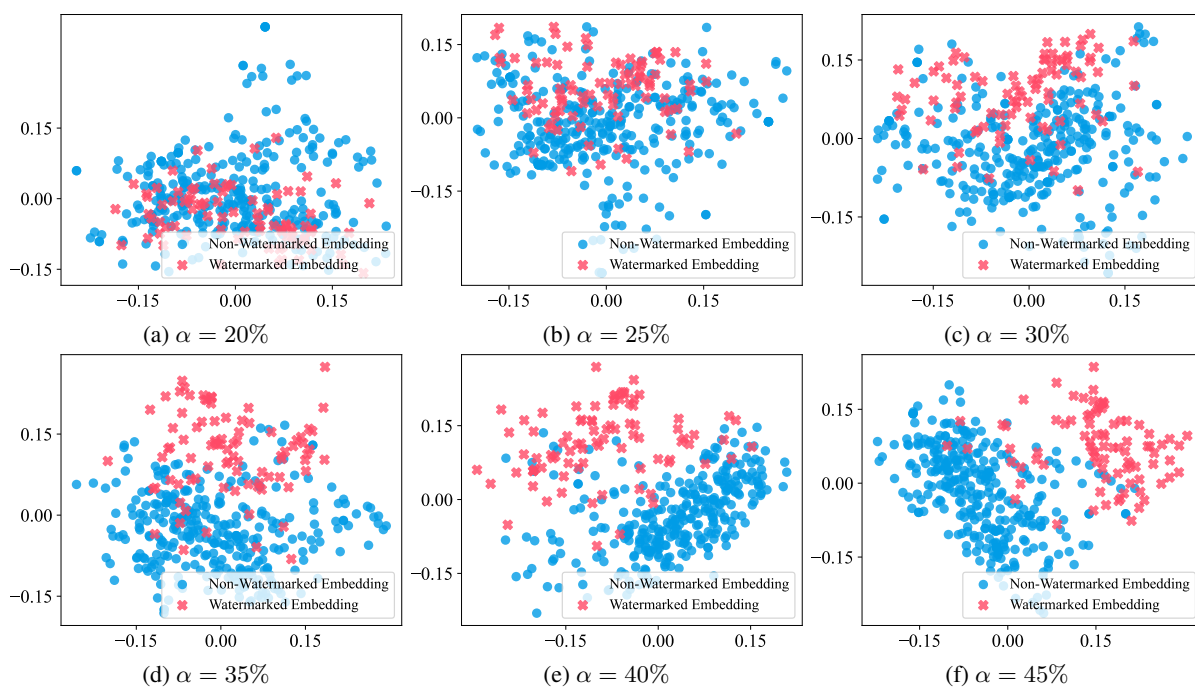 0.15
0.00
−0.15
Non-Watermarked Embedding
Watermarked Embedding
−0.15 0.00 0.15
(a) α = 20%
0.15
0.00
−0.15
Non-Watermarked Embedding
Watermarked Embedding
−0.15 0.00 0.15
(b) α = 25%
0.15
0.00
−0.15
Non-Watermarked Embedding
Watermarked Embedding
−0.15 0.00 0.15
(c) α = 30%
0.15
0.00
−0.15
Non-Watermarked Embedding
Watermarked Embedding
−0.15 0.00 0.15
(d) α = 35%
0.15
0.00
−0.15
Non-Watermarked Embedding
Watermarked Embedding
−0.15 0.00 0.15
(e) α = 40%
0.15
0.00
−0.15
Non-Watermarked Embedding
Watermarked Embedding
−0.15 0.00 0.15
(f) α = 45%